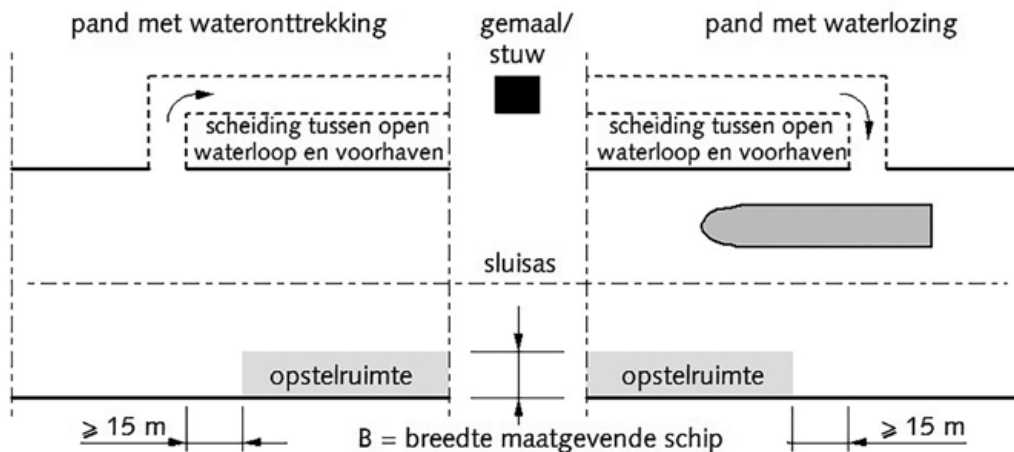 pand met wateronttrekking
gemaal/
stuw
pand met waterlozing
scheiding tussen open
waterloop en voorhaven
scheiding tussen open
waterloop en voorhaven
sluisas
opstelruimte
opstelruimte
⩾ 15 m
B = breedte maatgevende schip
⩾ 15 m